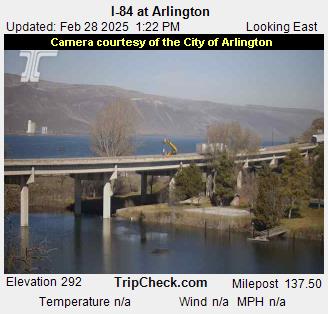 I-84 at Arlington
Updated: Feb 28 2025 1:22 PM Looking East
Camera courtesy of the City of Arlington
Elevation 292 TripCheck.com Milepost 137.50
Temperature n/a Wind n/a MPH n/a